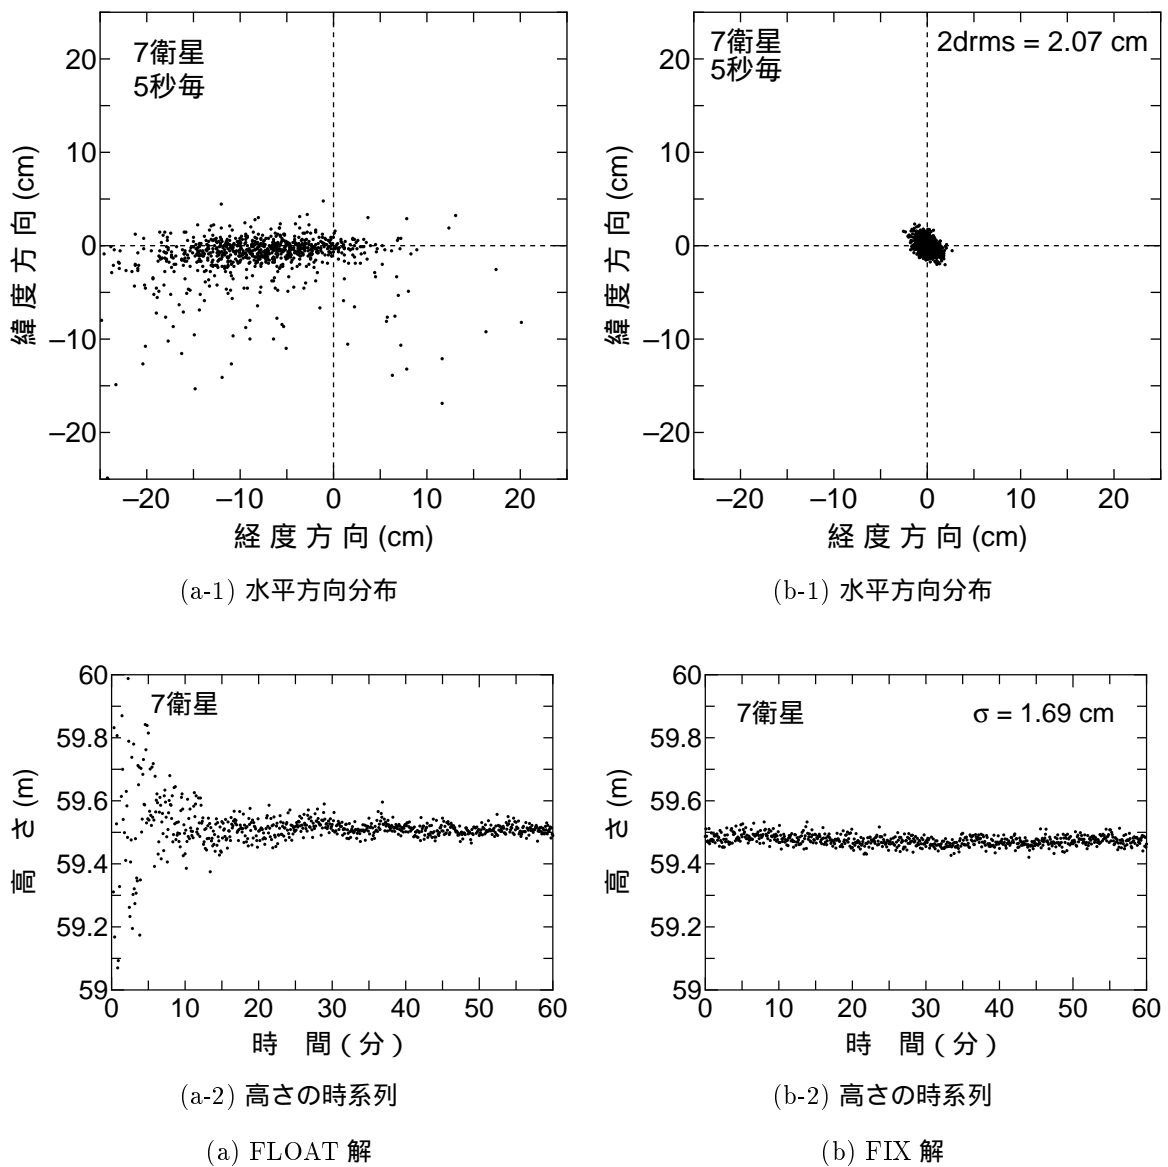 7衛星
5秒毎
20
10
0
–10
–20
緯度方向 (cm)
–20 –10 0 10 20
経度方向 (cm)
(a-1) 水平方向分布
7衛星
5秒毎
2drms = 2.07 cm
20
10
0
–10
–20
緯度方向 (cm)
–20 –10 0 10 20
経度方向 (cm)
(b-1) 水平方向分布
7衛星
60
59.8
59.6
59.4
59.2
59
高さ (m)
0 10 20 30 40 50 60
時間(分)
(a-2) 高さの時系列
(a) FLOAT 解
7衛星
σ = 1.69 cm
60
59.8
59.6
59.4
59.2
59
高さ (m)
0 10 20 30 40 50 60
時間(分)
(b-2) 高さの時系列
(b) FIX 解